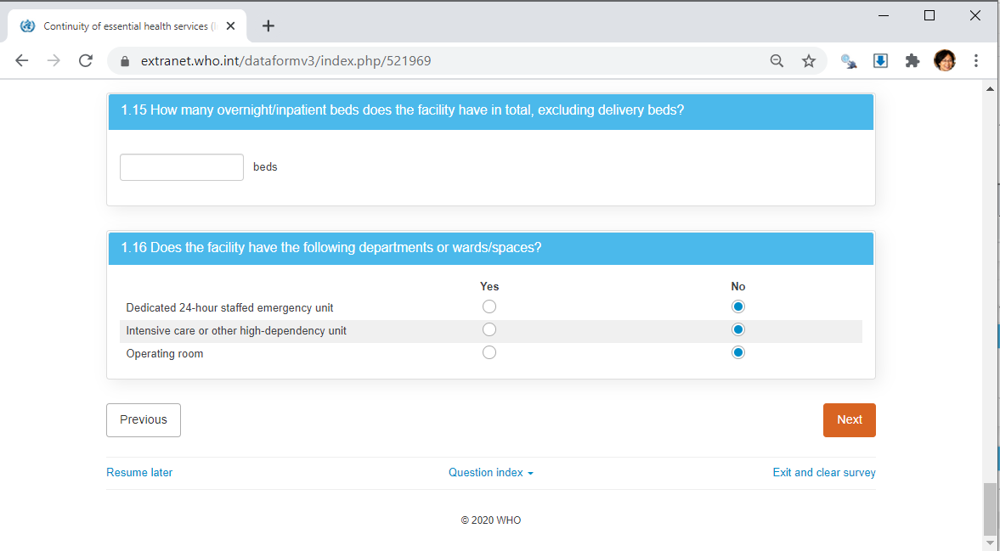 Continuity of essential health services (
extranet.who.int/dataformv3/index.php/521969
1.15 How many overnight/inpatient beds does the facility have in total, excluding delivery beds?
beds
1.16 Does the facility have the following departments or wards/spaces?
Yes No
Dedicated 24-hour staffed emergency unit
Intensive care or other high-dependency unit
Operating room
Previous Next
Resume later Question index Exit and clear survey
© 2020 WHO